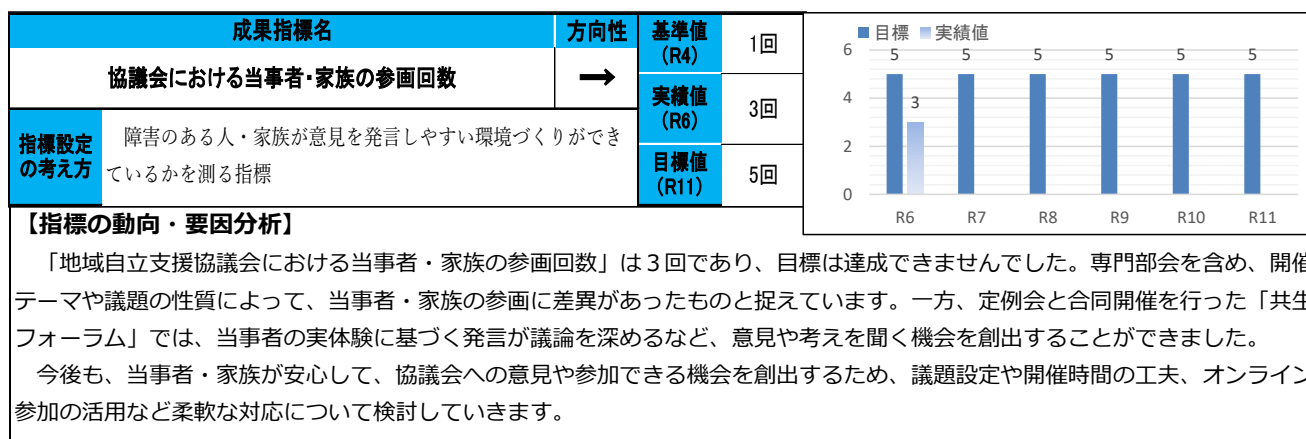 成果指標名
方向性
基準値
(R4)
1回
協議会における当事者・家族の参画回数
→
実績値
(R6)
3回
指標設定
の考え方
障害のある人・家族が意見を発言しやすい環境づくりができ
ているかを測る指標
目標値
(R11)
5回
目標 実績値
6
4
2
0
5 5 5 5 5 5
3
R6 R7 R8 R9 R10 R11
【指標の動向・要因分析】
「地域自立支援協議会における当事者・家族の参画回数」は３回であり、目標は達成できませんでした。専門部会を含め、開催
テーマや議題の性質によって、当事者・家族の参画に差異があったものと捉えています。一方、定例会と合同開催を行った「共生
フォーラム」では、当事者の実体験に基づく発言が議論を深めるなど、意見や考えを聞く機会を創出することができました。
今後も、当事者・家族が安心して、協議会への意見や参加できる機会を創出するため、議題設定や開催時間の工夫、オンライン
参加の活用など柔軟な対応について検討していきます。